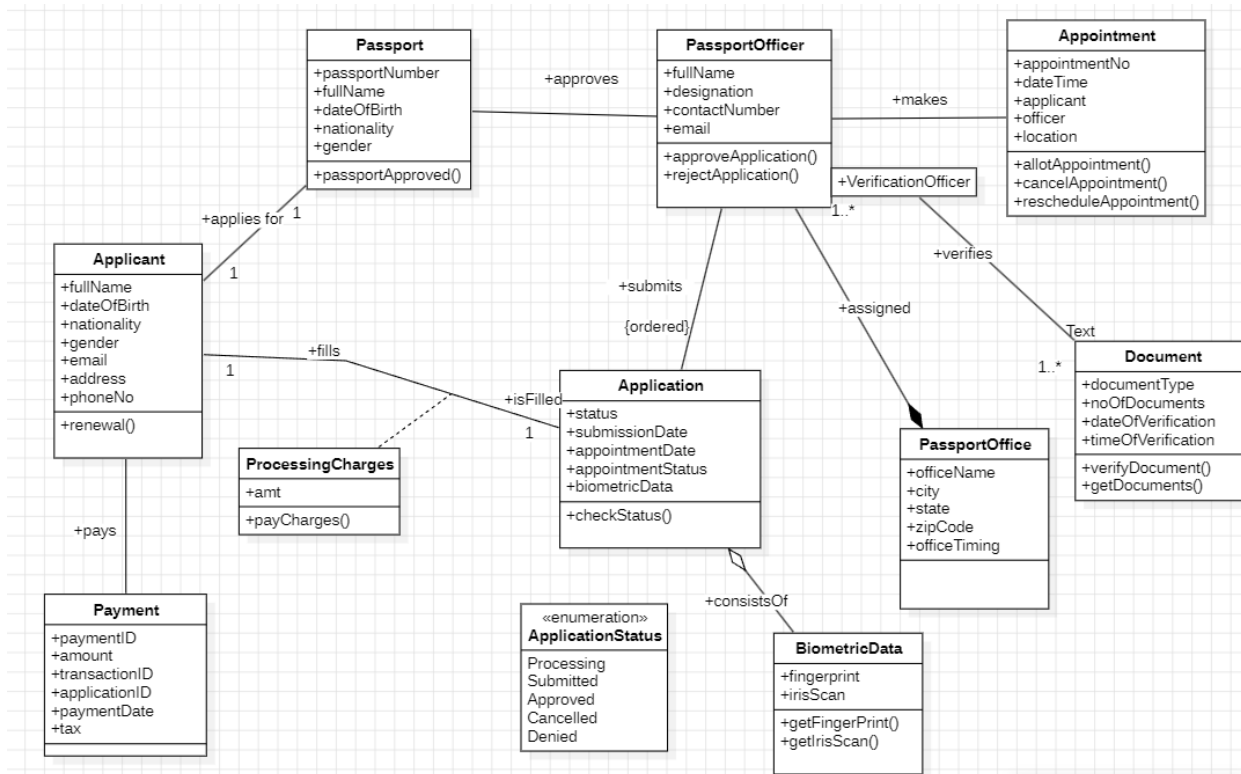 Passport
+passportNumber
+fullName
+dateOfBirth
+nationality
+gender
+passportApproved()
+approves
PassportOfficer
+fullName
+designation
+contactNumber
+email
+approveApplication()
+rejectApplication()
+makes
Appointment
+appointmentNo
+dateTime
+applicant
+officer
+location
+allotAppointment()
+cancelAppointment()
+rescheduleAppointment()
+VerificationOfficer
1..*
+applies for
1
1
Applicant
+fullName
+dateOfBirth
+nationality
+gender
+email
+address
+phoneNo
+renewal()
+submits
{ordered}
+assigned
+verifies
Text
1..*
Document
+documentType
+noOfDocuments
+dateOfVerification
+timeOfVerification
+verifyDocument()
+getDocuments()
+fills
1
+isFilled
1
Application
+status
+submissionDate
+appointmentDate
+appointmentStatus
+biometricData
+checkStatus()
ProcessingCharges
+amt
+payCharges()
PassportOffice
+officeName
+city
+state
+zipCode
+officeTiming
+pays
Payment
+paymentID
+amount
+transactionID
+applicationID
+paymentDate
+tax
+consistsOf
«enumeration»
ApplicationStatus
Processing
Submitted
Approved
Cancelled
Denied
BiometricData
+fingerprint
+irisScan
+getFingerPrint()
+getIrisScan()